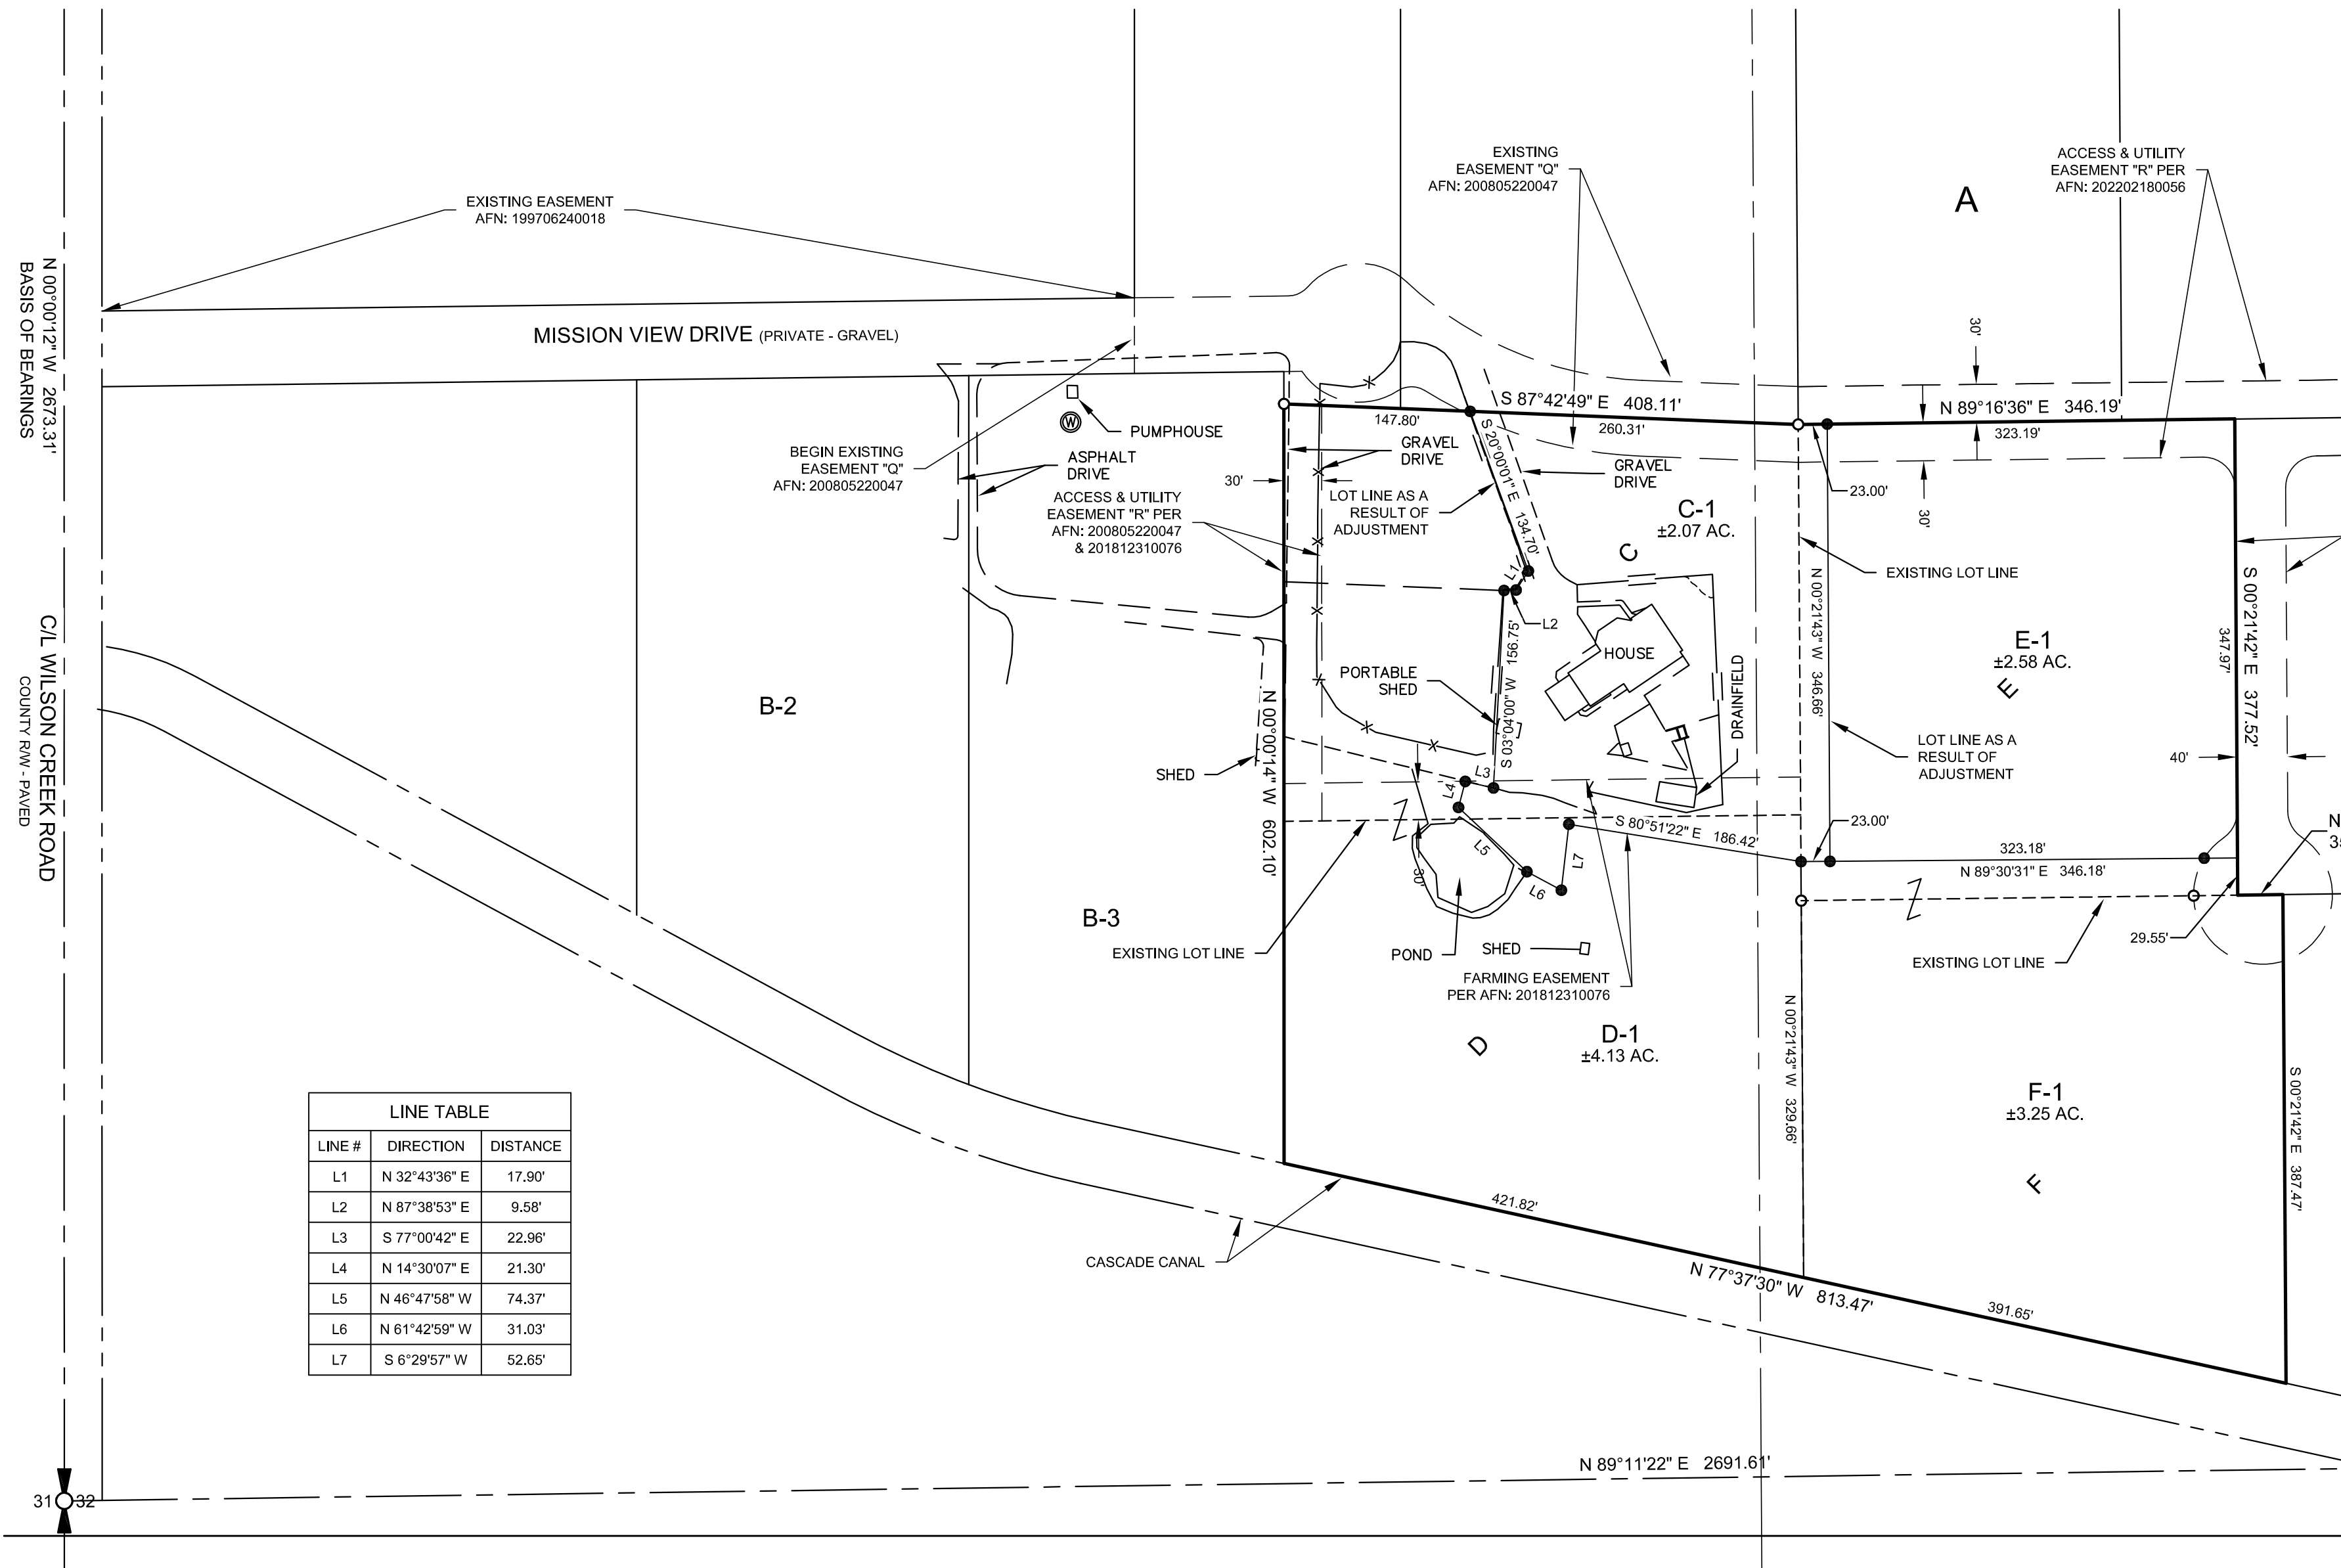 EXISTING EASEMENT
AFN: 199706240018
EXISTING
EASEMENT "Q"
AFN: 200805220047
ACCESS & UTILITY
EASEMENT "R" PER
AFN: 202202180056
A
N 00°00'12" W 2673.31'
BASIS OF BEARINGS
MISSION VIEW DRIVE (PRIVATE - GRAVEL)
30'
S 87°42'49" E 408.11'
N 89°16'36" E 346.19'
147.80'
260.31'
323.19'
W
PUMPHOUSE
BEGIN EXISTING
EASEMENT "Q"
AFN: 200805220047
ASPHALT
DRIVE
GRAVEL
DRIVE
GRAVEL
DRIVE
S 20°00'01" E 134.70'
30'
ACCESS & UTILITY
EASEMENT "R" PER
AFN: 200805220047
& 201812310076
LOT LINE AS A
RESULT OF
ADJUSTMENT
23.00'
30'
C-1
±2.07 AC.
C
L1
L2
EXISTING LOT LINE
N 00°21'43" W 346.66'
S 00°21'42" E 377.52'
347.97'
C/L WILSON CREEK ROAD
COUNTY R/W - PAVED
E-1
±2.58 AC.
E
HOUSE
S 03°04'00" W 156.75'
PORTABLE
SHED
DRAINFIELD
B-2
N 00°00'14" W 602.10'
LOT LINE AS A
RESULT OF
ADJUSTMENT
40'
SHED
L3
L4
23.00'
S 80°51'22" E 186.42'
N
35
L5
L7
L6
30'
323.18'
N 89°30'31" E 346.18'
B-3
EXISTING LOT LINE
POND
SHED
29.55'
EXISTING LOT LINE
FARMING EASEMENT
PER AFN: 201812310076
N 00°21'43" W 329.66'
D
D-1
±4.13 AC.
F-1
±3.25 AC.
F
S 00°21'42" E 387.47'
LINE TABLE
LINE # DIRECTION DISTANCE
L1 N 32°43'36" E 17.90'
L2 N 87°38'53" E 9.58'
L3 S 77°00'42" E 22.96'
L4 N 14°30'07" E 21.30'
L5 N 46°47'58" W 74.37'
L6 N 61°42'59" W 31.03'
L7 S 6°29'57" W 52.65'
421.82'
CASCADE CANAL
N 77°37'30" W 813.47'
391.65'
N 89°11'22" E 2691.61'
31 32